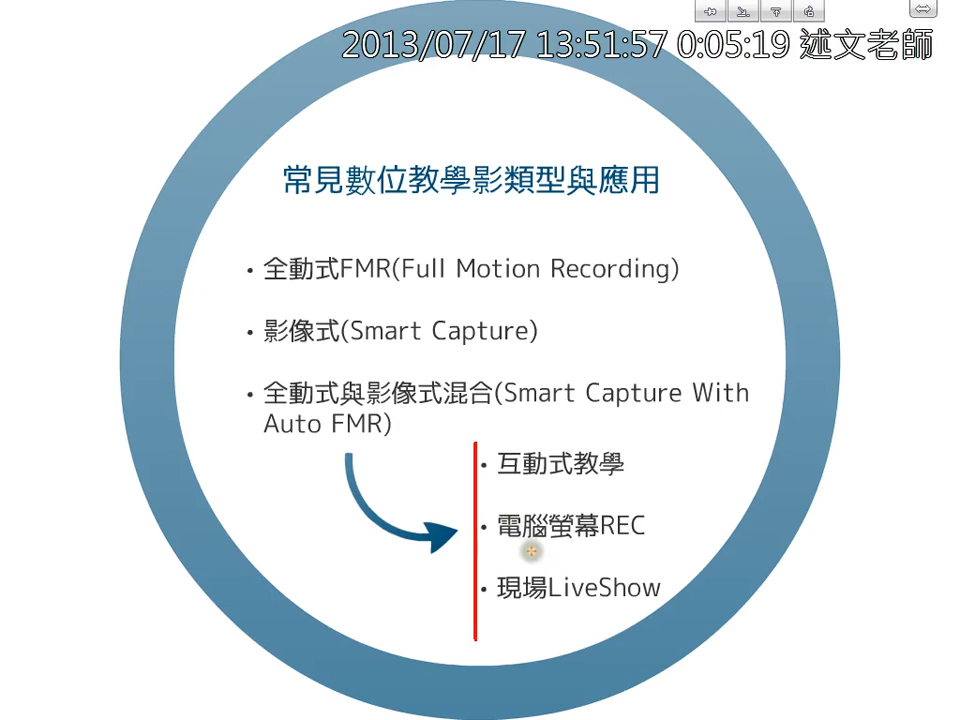 2013/07/17 13:51:57 0:05:19 述文老師
常見數位教學影類型與應用
• 全動式FMR(Full Motion Recording)
• 影像式(Smart Capture)
• 全動式與影像式混合(Smart Capture With
Auto FMR)
• 互動式教學
• 電腦螢幕REC
• 現場LiveShow